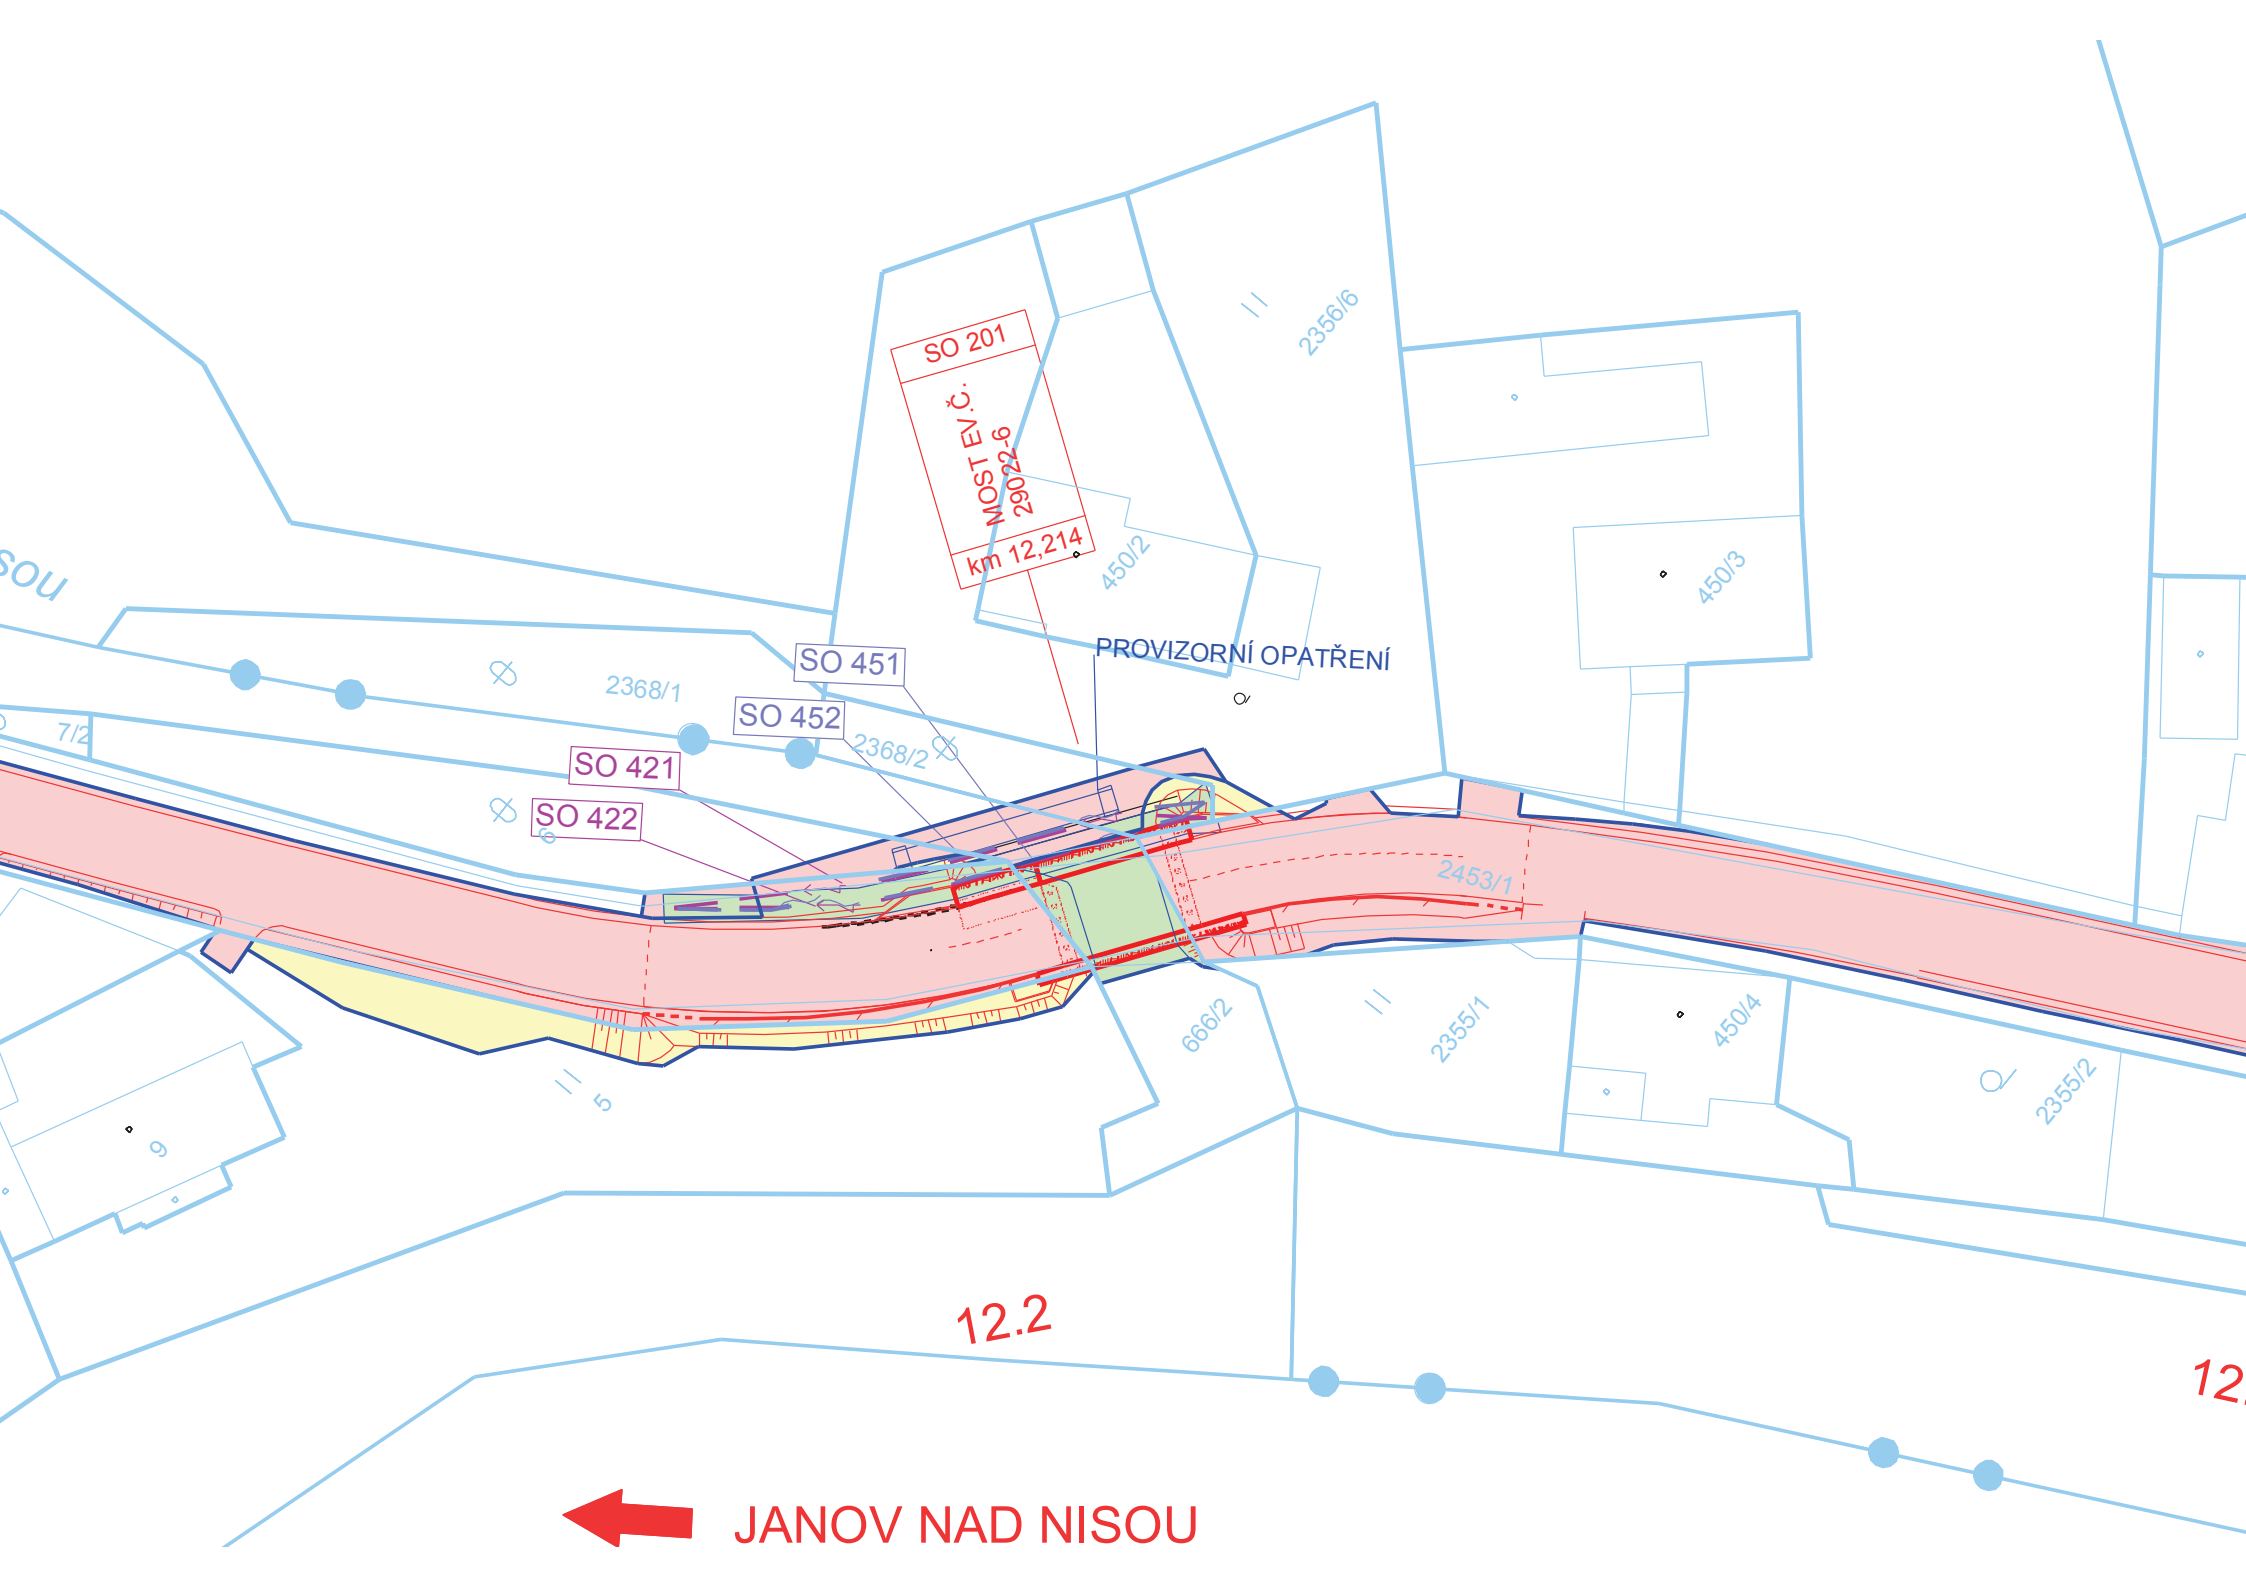 SO 201
MOST EV.Č.
29022-6
km 12,214
2356/6
450/2
450/3
sou
PROVIZORNÍ OPATŘENÍ
SO 451
2368/1
SO 452
7/2
2368/2
SO 421
SO 422
6
2453/1
666/2
2355/1
450/4
2355/2
5
9
12.2
12.
JANOV NAD NISOU